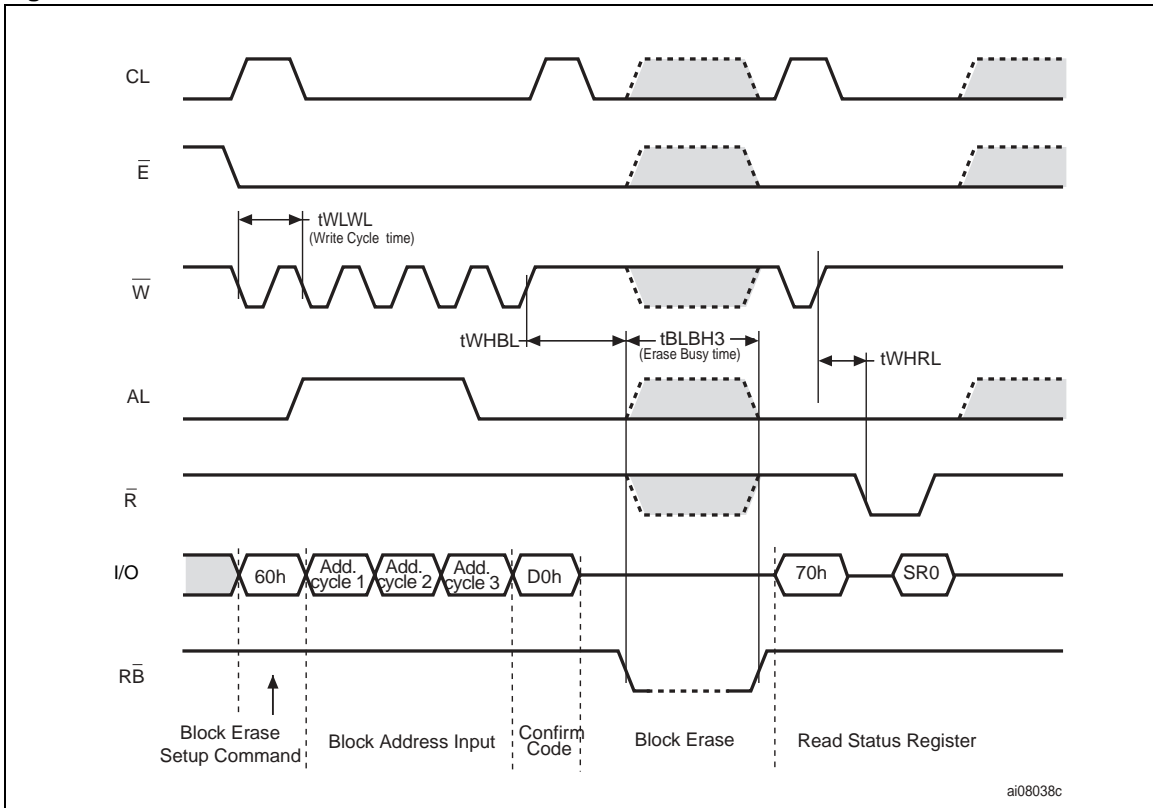 CL
E̅
tWLWL
(Write Cycle time)
W̅
tWHBL
tBLBH3
(Erase Busy time)
tWHRL
AL
R̅
I/O
60h
Add.
cycle 1
Add.
cycle 2
Add.
cycle 3
D0h
70h
SR0
RB̅
Block Erase
Setup Command
Block Address Input
Confirm
Code
Block Erase
Read Status Register
ai08038c